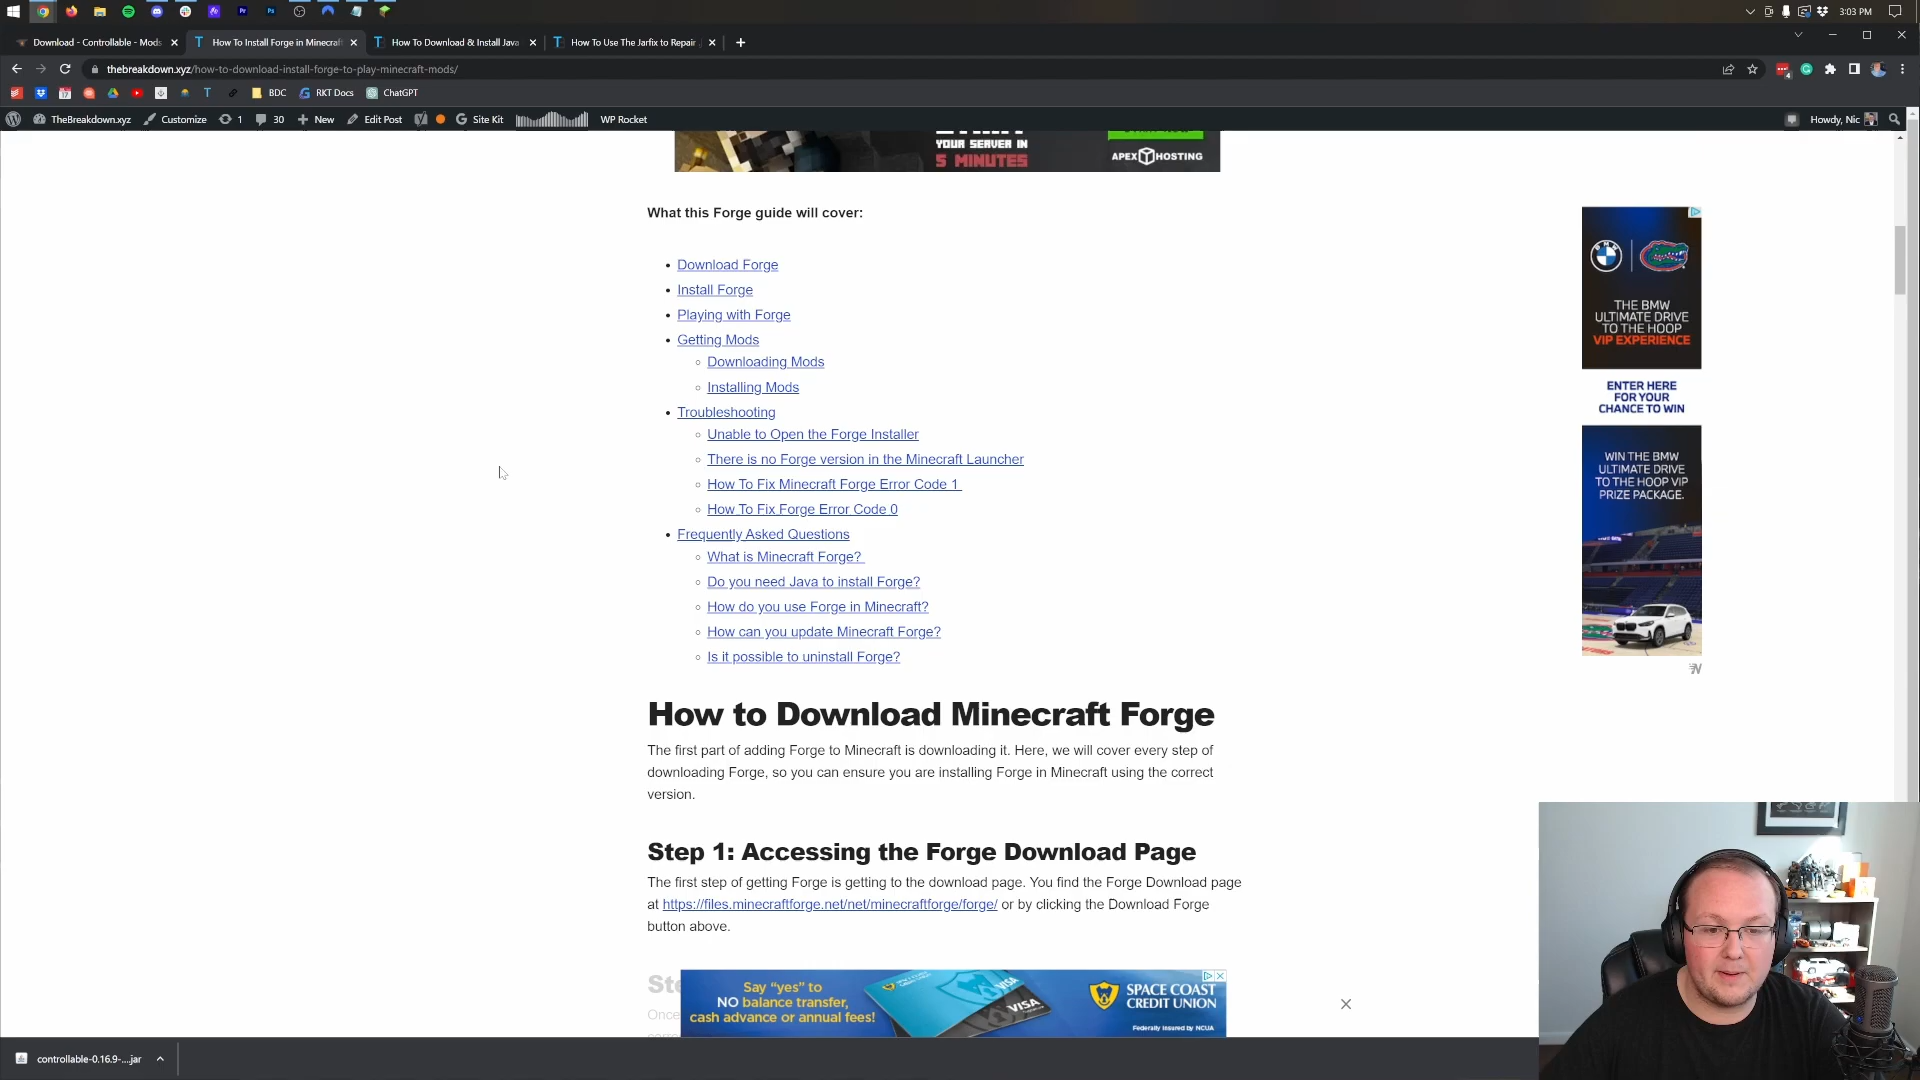 3:03 PM
Download - Controllable - Mods
How To Install Forge in Minecraft
How To Download & Install Java
How To Use The Jarfix to Repair
thebreakdown.xyz/how-to-download-install-forge-to-play-minecraft-mods/
BDC
RKT Docs
ChatGPT
TheBreakdown.xyz
Customize
1
30
New
Edit Post
Site Kit
WP Rocket
Howdy, Nic
YOUR SERVER IN
5 MINUTES
APEX HOSTING
What this Forge guide will cover:
Download Forge
Install Forge
Playing with Forge
Getting Mods
Downloading Mods
Installing Mods
Troubleshooting
Unable to Open the Forge Installer
There is no Forge version in the Minecraft Launcher
How To Fix Minecraft Forge Error Code 1
How To Fix Forge Error Code 0
Frequently Asked Questions
What is Minecraft Forge?
Do you need Java to install Forge?
How do you use Forge in Minecraft?
How can you update Minecraft Forge?
Is it possible to uninstall Forge?
BMW
THE BMW
ULTIMATE DRIVE
TO THE HOOP
VIP EXPERIENCE
ENTER HERE
FOR YOUR
CHANCE TO WIN
WIN THE BMW
ULTIMATE DRIVE
TO THE HOOP VIP
PRIZE PACKAGE.
How to Download Minecraft Forge
The first part of adding Forge to Minecraft is downloading it. Here, we will cover every step of
downloading Forge, so you can ensure you are installing Forge in Minecraft using the correct
version.
Step 1: Accessing the Forge Download Page
The first step of getting Forge is getting to the download page. You find the Forge Download page
at https://files.minecraftforge.net/net/minecraftforge/forge/ or by clicking the Download Forge
button above.
Ste
Once
Say “yes” to
NO balance transfer,
cash advance or annual fees!
VISA
VISA
SPACE COAST
CREDIT UNION
Federally insured by NCUA
controllable-0.16.9-....jar